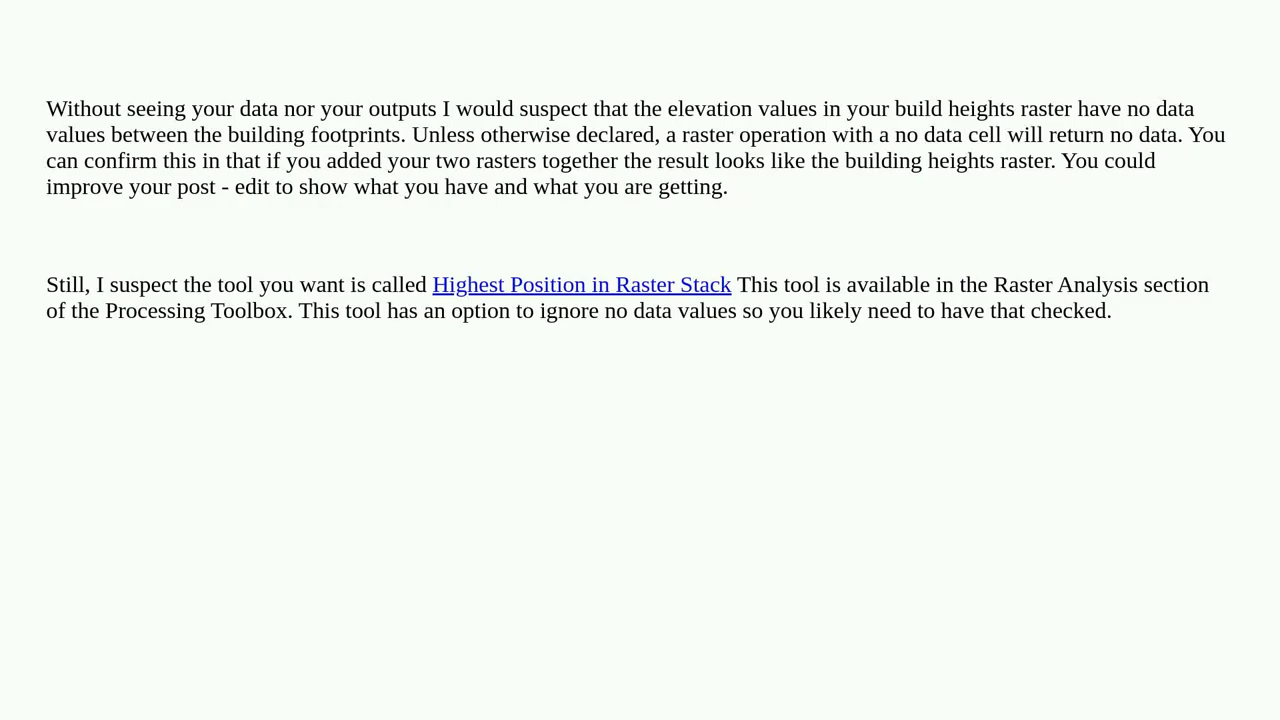 Without seeing your data nor your outputs I would suspect that the elevation values in your build heights raster have no data
values between the building footprints. Unless otherwise declared, a raster operation with a no data cell will return no data. You
can confirm this in that if you added your two rasters together the result looks like the building heights raster. You could
improve your post - edit to show what you have and what you are getting.
Still, I suspect the tool you want is called Highest Position in Raster Stack This tool is available in the Raster Analysis section
of the Processing Toolbox. This tool has an option to ignore no data values so you likely need to have that checked.